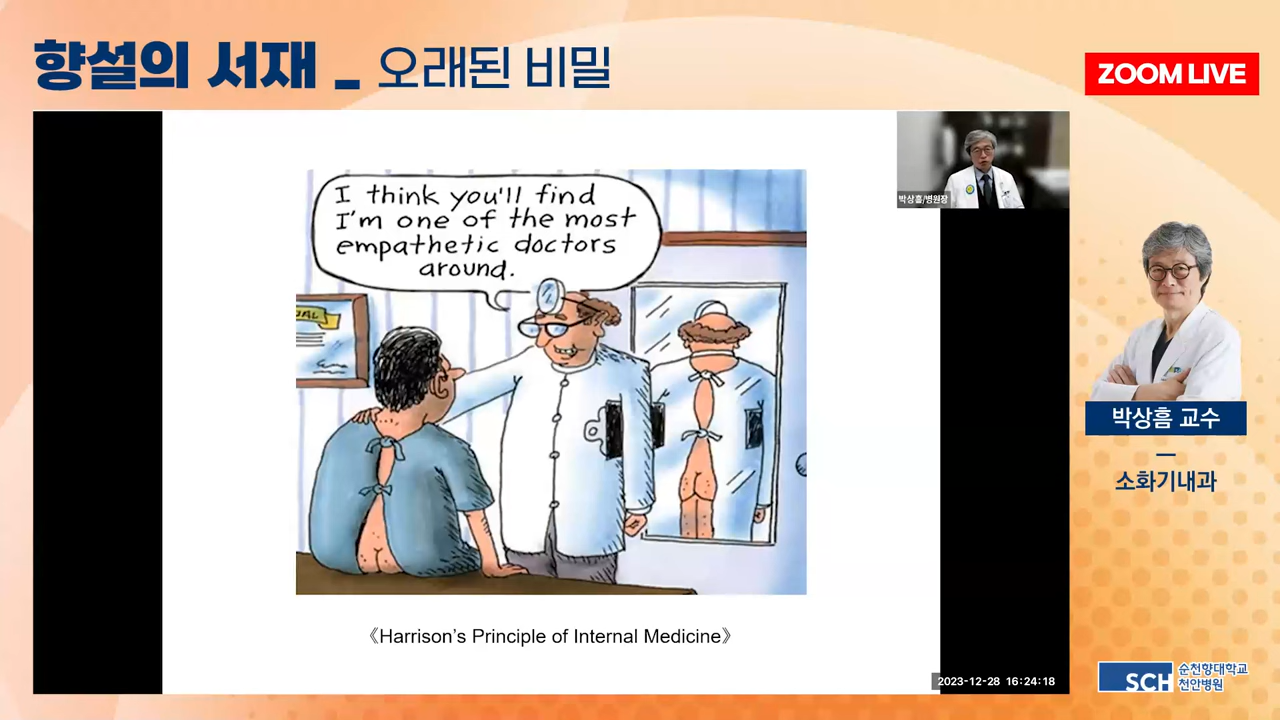 향설의 서재 _ 오래된 비밀
ZOOM LIVE
I think you'll find
I'm one of the most
empathetic doctors
around.
박상흠/병원장
박상흠 교수
소화기내과
《Harrison's Principle of Internal Medicine》
2023-12-28 16:24:18
SCH
순천향대학교
천안병원